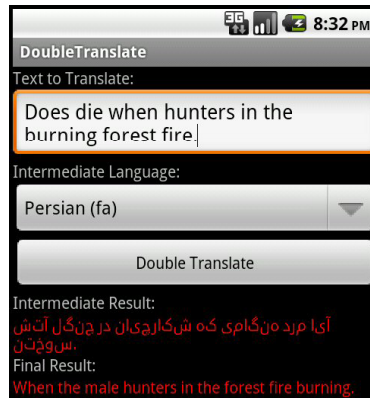 3G 8:32 PM
DoubleTranslate
Text to Translate:
Does die when hunters in the
burning forest fire.
Intermediate Language:
Persian (fa)
Double Translate
Intermediate Result:
آیا مرد هنگامی که شکارچیان در جنگل آتش
سوختن.
Final Result:
When the male hunters in the forest fire burning.